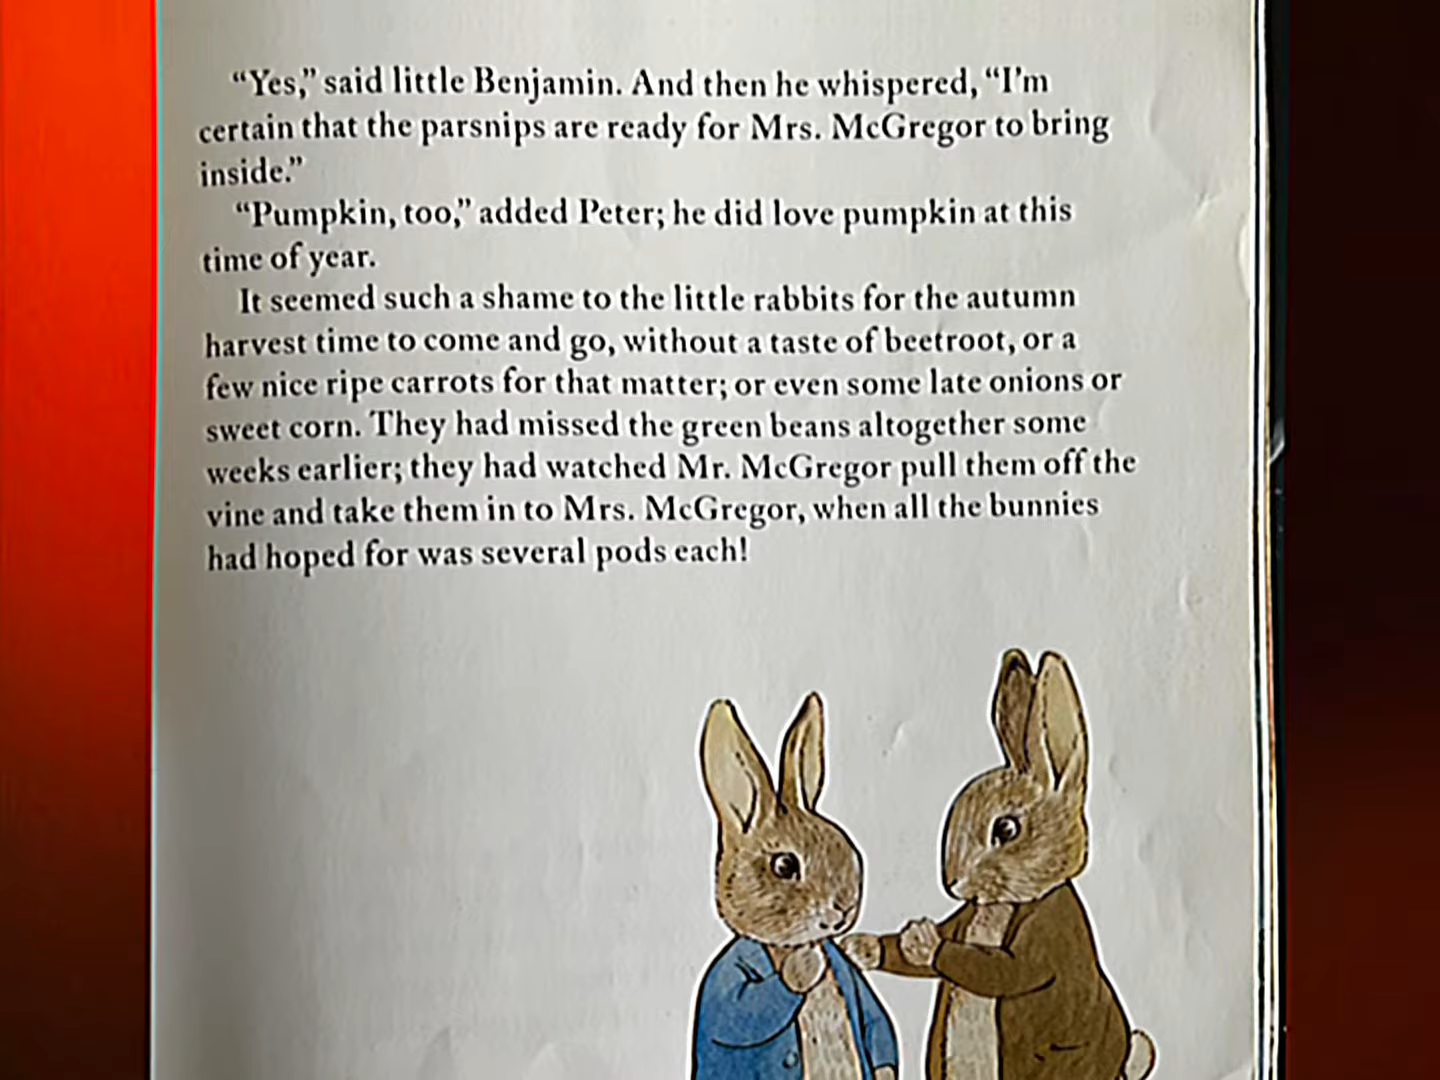 “Yes,” said little Benjamin. And then he whispered, “I’m
certain that the parsnips are ready for Mrs. McGregor to bring
inside.”
“Pumpkin, too,” added Peter; he did love pumpkin at this
time of year.
It seemed such a shame to the little rabbits for the autumn
harvest time to come and go, without a taste of beetroot, or a
few nice ripe carrots for that matter; or even some late onions or
sweet corn. They had missed the green beans altogether some
weeks earlier; they had watched Mr. McGregor pull them off the
vine and take them in to Mrs. McGregor, when all the bunnies
had hoped for was several pods each!